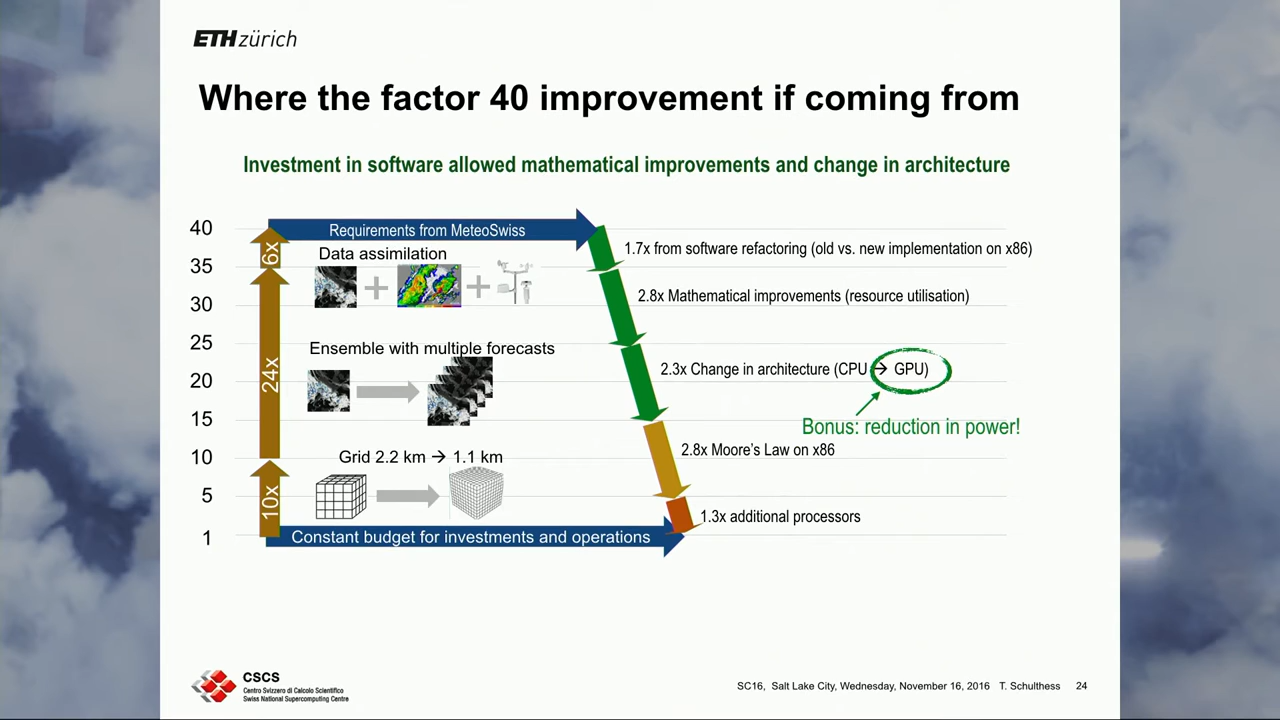 ETH zürich
Where the factor 40 improvement if coming from
Investment in software allowed mathematical improvements and change in architecture
40
35
30
25
20
15
10
5
1
6x
24x
10x
Requirements from MeteoSwiss
Data assimilation
Ensemble with multiple forecasts
Grid 2.2 km → 1.1 km
Constant budget for investments and operations
1.7x from software refactoring (old vs. new implementation on x86)
2.8x Mathematical improvements (resource utilisation)
2.3x Change in architecture (CPU → GPU)
Bonus: reduction in power!
2.8x Moore's Law on x86
1.3x additional processors
CSCS
Centro Svizzero di Calcolo Scientifico
Swiss National Supercomputing Centre
SC16, Salt Lake City, Wednesday, November 16, 2016 T. Schulthess 24